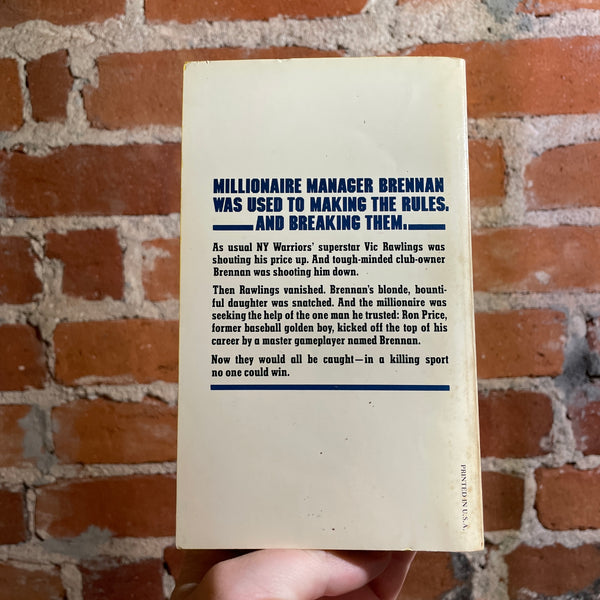 MILLIONAIRE MANAGER BRENNAN
WAS USED TO MAKING THE RULES.
AND BREAKING THEM.
As usual NY Warriors' superstar Vic Rawlings was
shouting his price up. And tough-minded club-owner
Brennan was shooting him down.
Then Rawlings vanished. Brennan's blonde, bounti-
ful daughter was snatched. And the millionaire was
seeking the help of the one man he trusted: Ron Price,
former baseball golden boy, kicked off the top of his
career by a master gameplayer named Brennan.
Now they would all be caught—in a killing sport
no one could win.
PRINTED IN U.S.A.